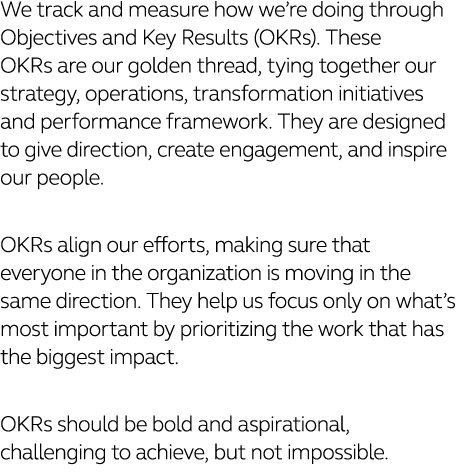 We track and measure how we’re doing through
Objectives and Key Results (OKRs). These
OKRs are our golden thread, tying together our
strategy, operations, transformation initiatives
and performance framework. They are designed
to give direction, create engagement, and inspire
our people.
OKRs align our efforts, making sure that
everyone in the organization is moving in the
same direction. They help us focus only on what’s
most important by prioritizing the work that has
the biggest impact.
OKRs should be bold and aspirational,
challenging to achieve, but not impossible.